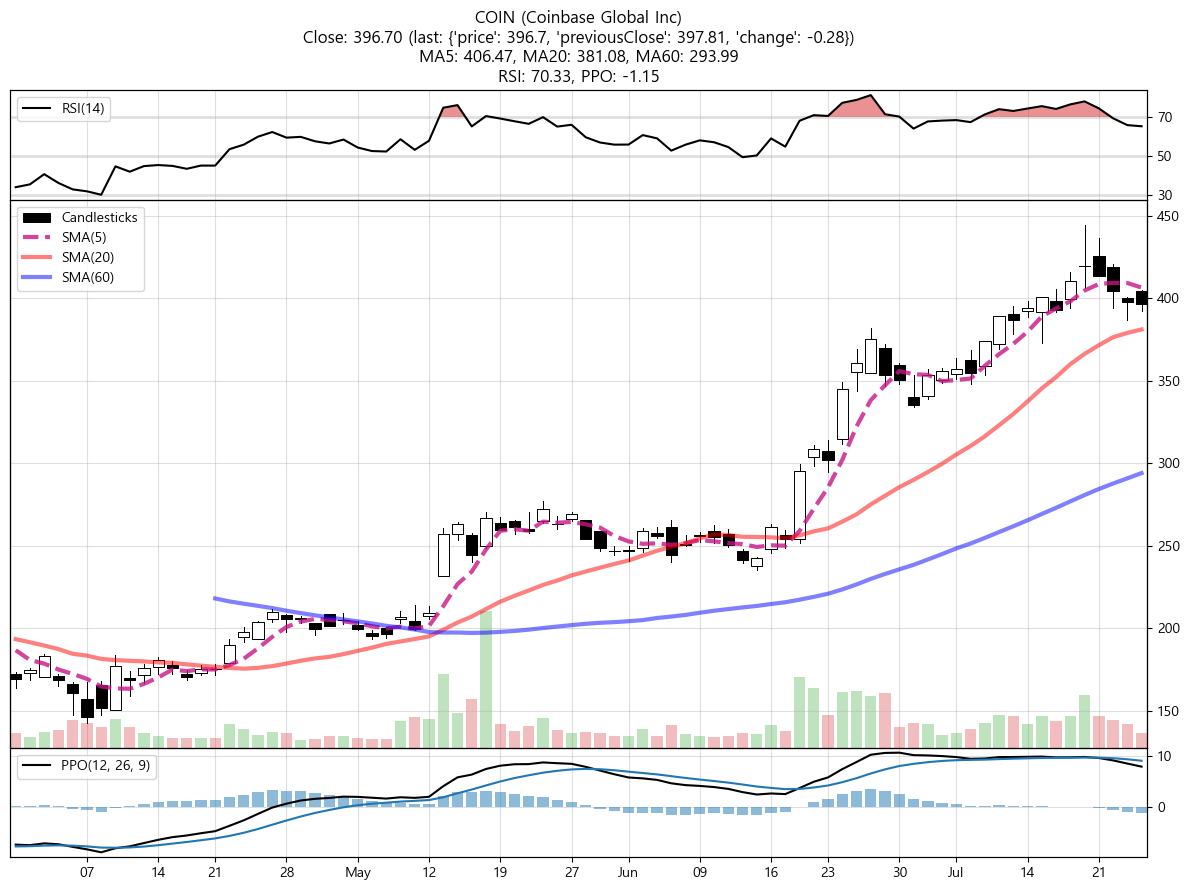 COIN (Coinbase Global Inc)
Close: 396.70 (last: {'price': 396.7, 'previousClose': 397.81, 'change': -0.28})
MA5: 406.47, MA20: 381.08, MA60: 293.99
RSI: 70.33, PPO: -1.15
RSI(14)
70
50
30
Candlesticks
SMA(5)
SMA(20)
SMA(60)
450
400
350
300
250
200
150
PPO(12, 26, 9)
10
0
07 14 21 28 May 12 19 27 Jun 09 16 23 30 Jul 14 21